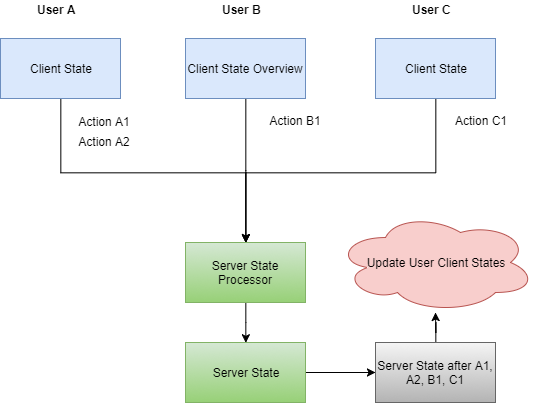 User A
User B
User C
Client State
Client State Overview
Client State
Action A1
Action A2
Action B1
Action C1
Server State
Processor
Update User Client States
Server State
Server State after A1,
A2, B1, C1